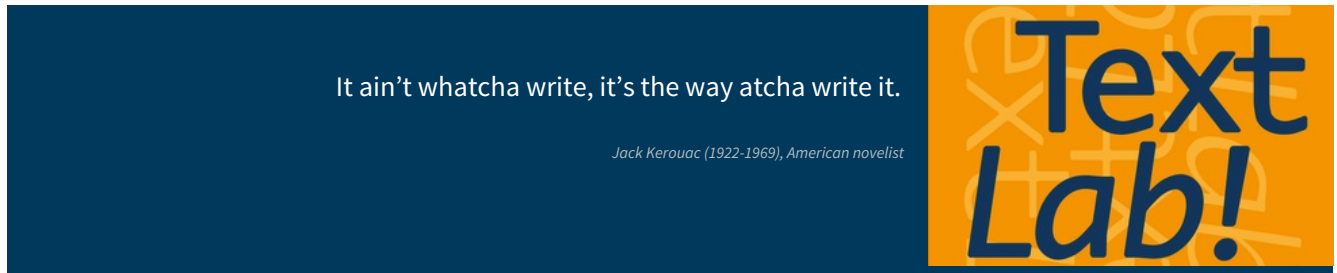 It ain’t whatcha write, it’s the way atcha write it.
Jack Kerouac (1922-1969), American novelist
Text
Lab!